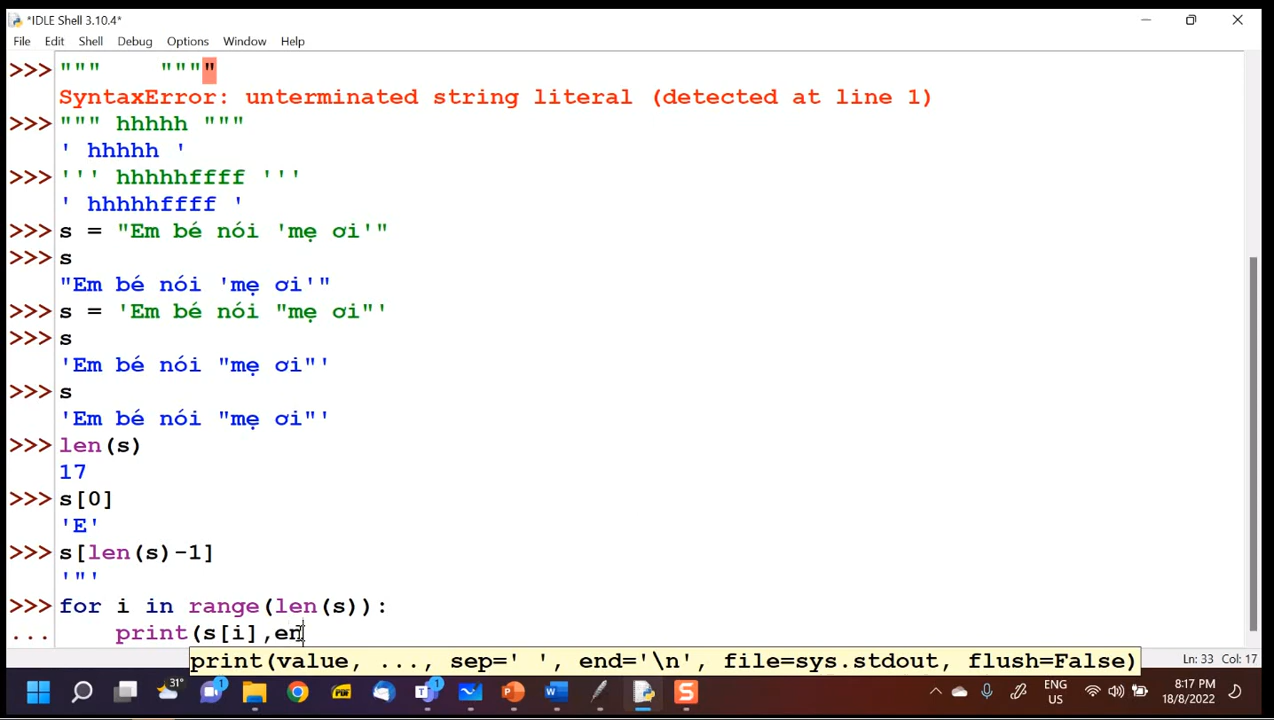 *IDLE Shell 3.10.4*
File Edit Shell Debug Options Window Help
>>> """    """"
SyntaxError: unterminated string literal (detected at line 1)
>>> """ hhhhh """
' hhhhh '
>>> ''' hhhhhffff '''
' hhhhhffff '
>>> s = "Em bé nói 'mẹ ơi'"
>>> s
"Em bé nói 'mẹ ơi'"
>>> s = 'Em bé nói "mẹ ơi"'
>>> s
'Em bé nói "mẹ ơi"'
>>> s
'Em bé nói "mẹ ơi"'
>>> len(s)
17
>>> s[0]
'E'
>>> s[len(s)-1]
'"'
>>> for i in range(len(s)):
...     print(s[i],en
print(value, ..., sep=' ', end='\n', file=sys.stdout, flush=False)
Ln: 33 Col: 17
31°
1
1
PDF
ENG
US
8:17 PM
18/8/2022